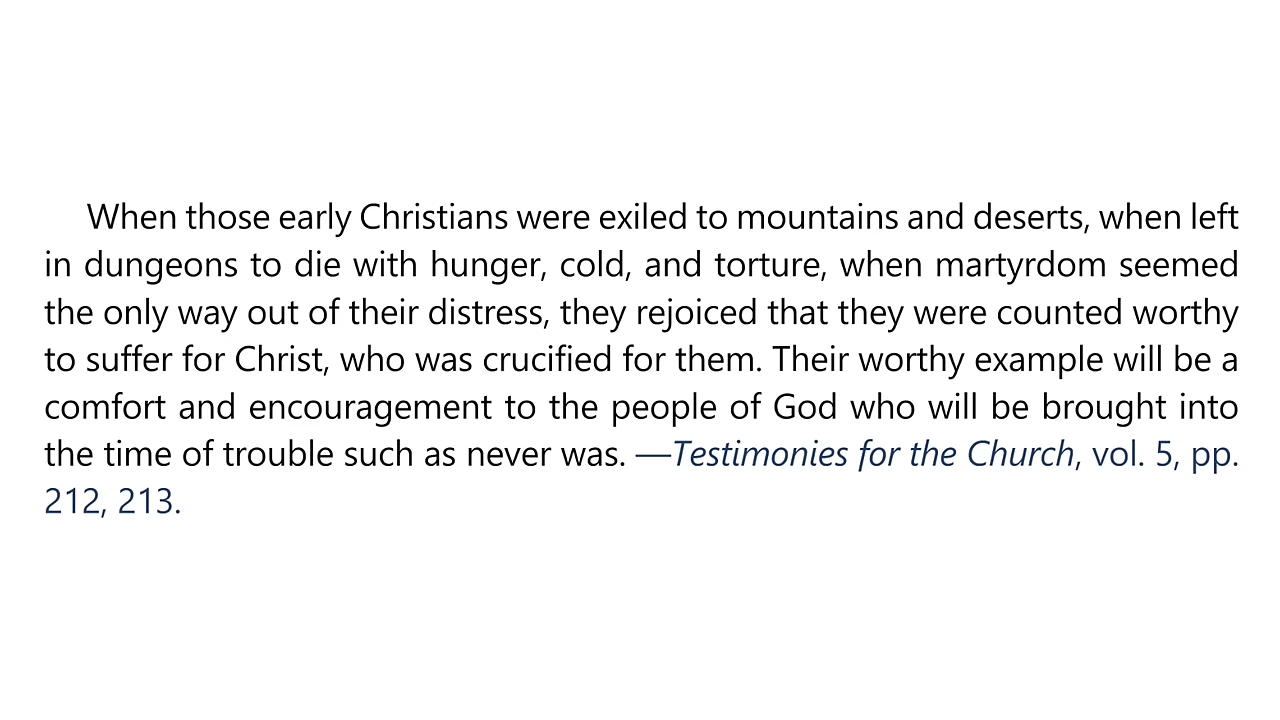 When those early Christians were exiled to mountains and deserts, when left
in dungeons to die with hunger, cold, and torture, when martyrdom seemed
the only way out of their distress, they rejoiced that they were counted worthy
to suffer for Christ, who was crucified for them. Their worthy example will be a
comfort and encouragement to the people of God who will be brought into
the time of trouble such as never was. —Testimonies for the Church, vol. 5, pp.
212, 213.